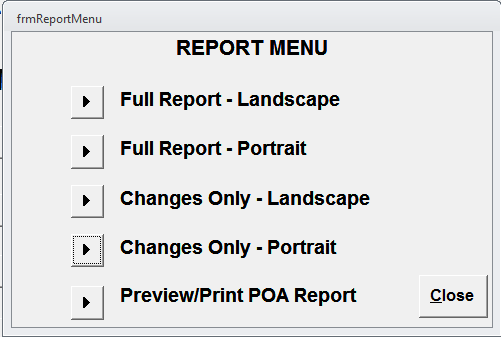 frmReportMenu
REPORT MENU
Full Report - Landscape
Full Report - Portrait
Changes Only - Landscape
Changes Only - Portrait
Preview/Print POA Report
Close